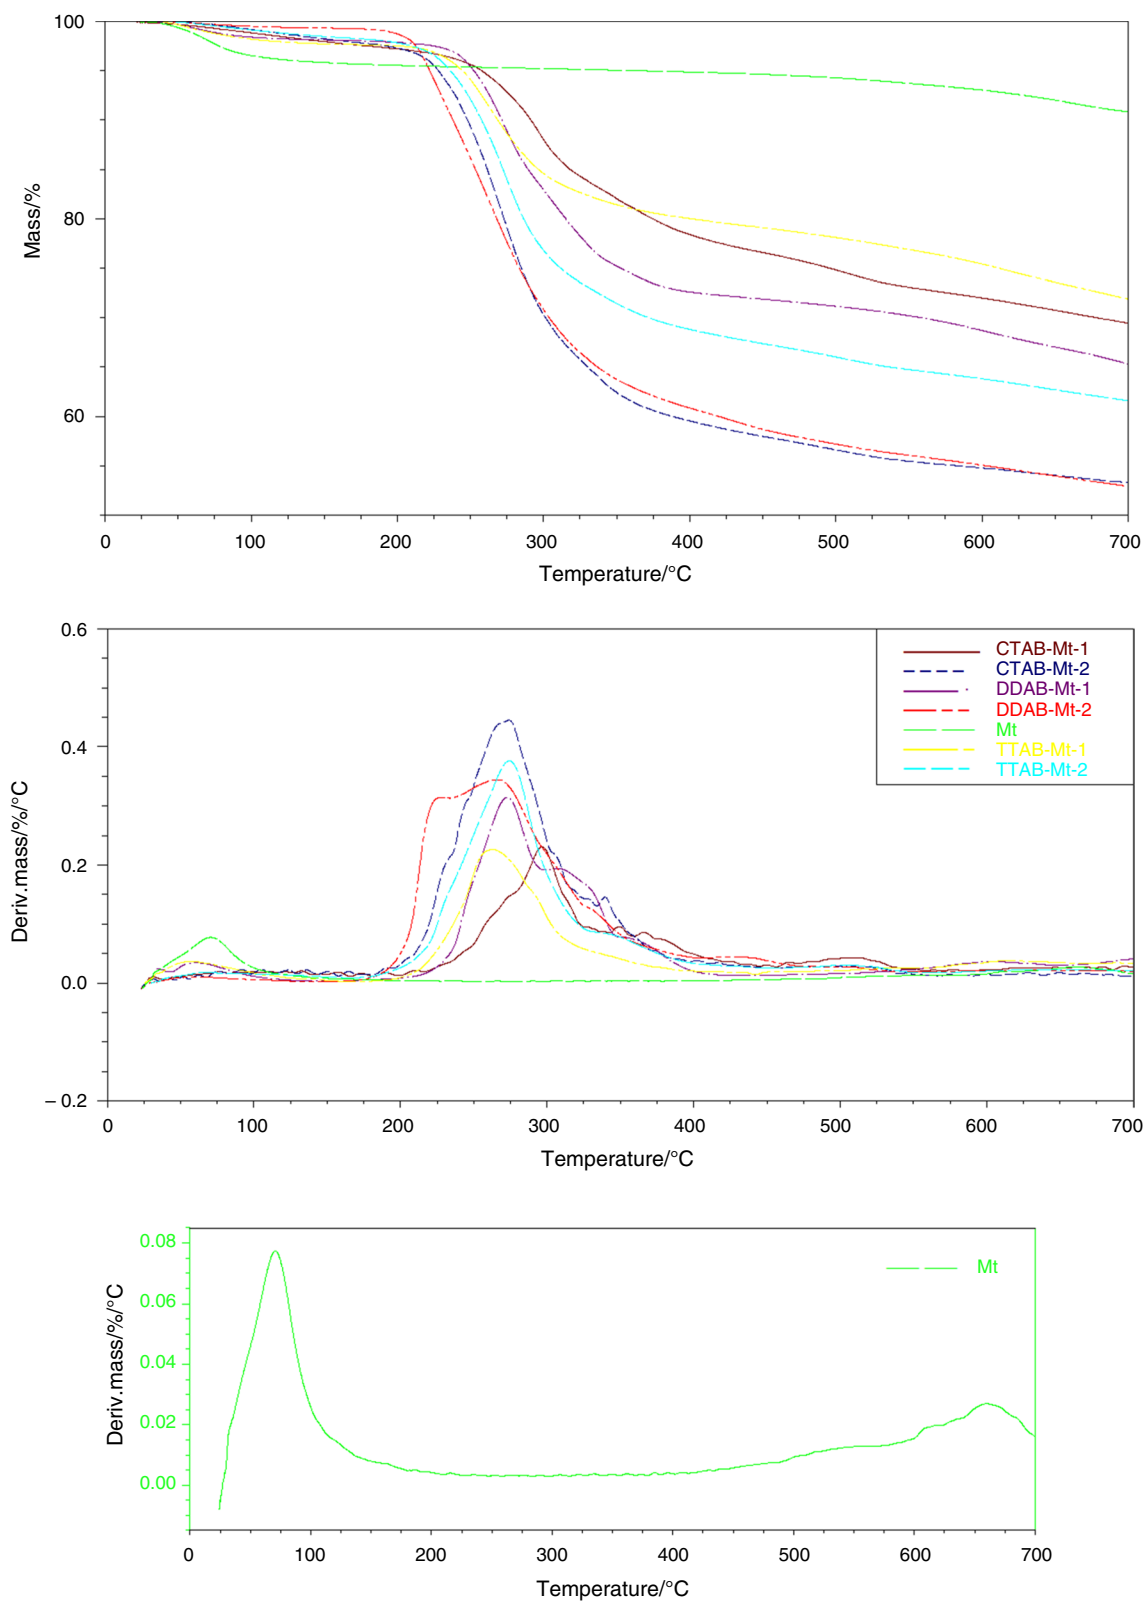 100
80
60
Mass/%
0 100 200 300 400 500 600 700
Temperature/°C
0.6
0.4
0.2
0.0
– 0.2
Deriv.mass/%/°C
CTAB-Mt-1
CTAB-Mt-2
DDAB-Mt-1
DDAB-Mt-2
Mt
TTAB-Mt-1
TTAB-Mt-2
0 100 200 300 400 500 600 700
Temperature/°C
0.08
0.06
0.04
0.02
0.00
Deriv.mass/%/°C
Mt
0 100 200 300 400 500 600 700
Temperature/°C